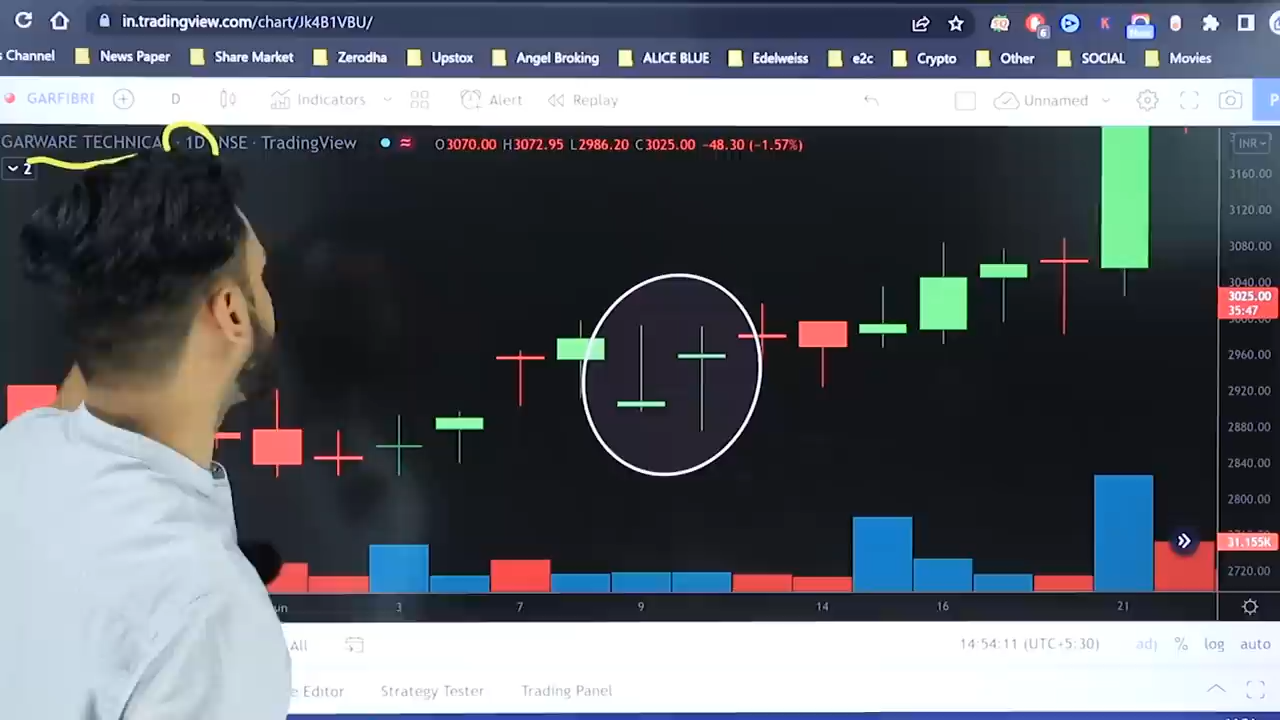 in.tradingview.com/chart/Jk4B1VBU/
6
K
s Channel News Paper Share Market Zerodha Upstox Angel Broking ALICE BLUE Edelweiss e2c Crypto Other SOCIAL Movies
GARFIBRI D Indicators Alert Replay Unnamed P
GARWARE TECHNICA · 1D NSE · TradingView O3070.00 H3072.95 L2986.20 C3025.00 −48.30 (−1.57%) INR
2
3160.00
3120.00
3080.00
3040.00
3025.00
35:47
3000.00
2960.00
2920.00
2880.00
2840.00
2800.00
31.155K
2720.00
un 3 7 9 14 16 21
All 14:54:11 (UTC+5:30) adj % log auto
e Editor Strategy Tester Trading Panel